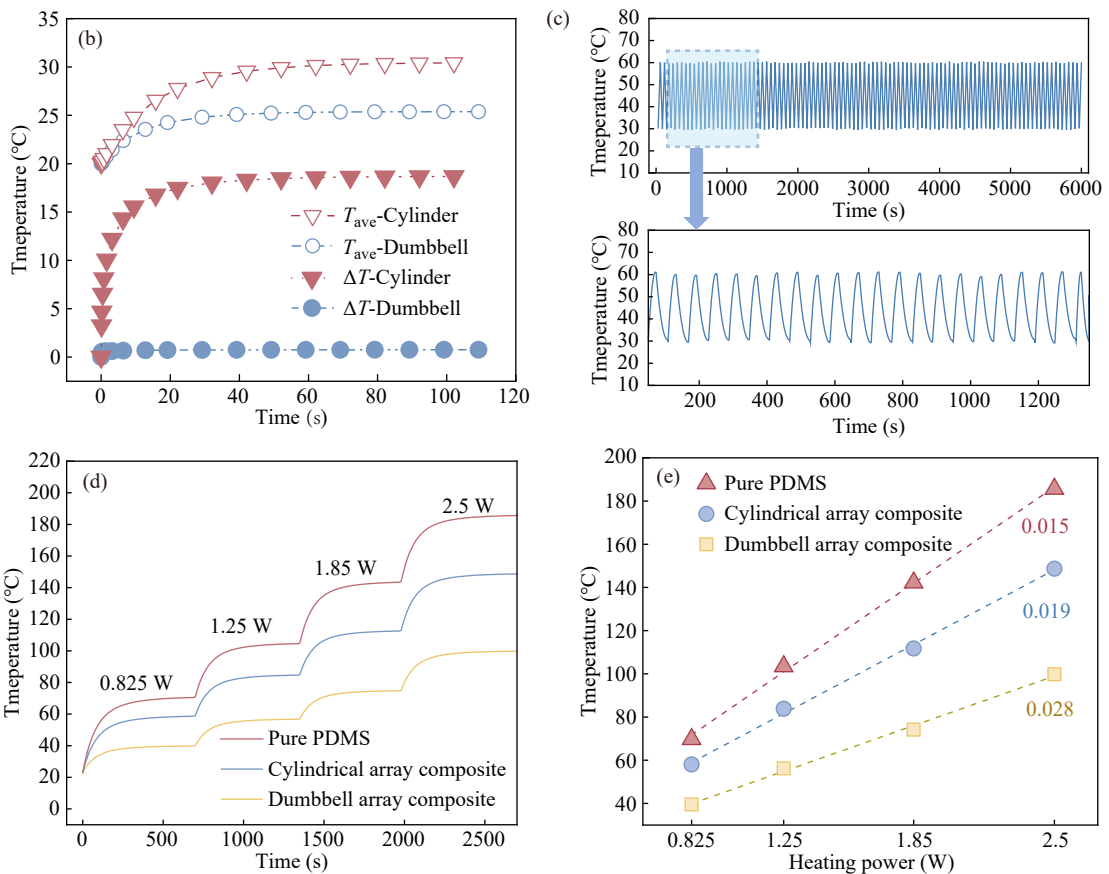 (b)
Tmeperature (°C)
35
30
25
20
15
10
5
0
T_ave-Cylinder
T_ave-Dumbbell
ΔT-Cylinder
ΔT-Dumbbell
0 20 40 60 80 100 120
Time (s)
(c)
Tmeperature (°C)
80
70
60
50
40
30
20
10
0 1000 2000 3000 4000 5000 6000
Time (s)
Tmeperature (°C)
80
70
60
50
40
30
20
10
200 400 600 800 1000 1200
Time (s)
(d)
Tmeperature (°C)
220
200
180
160
140
120
100
80
60
40
20
0
0.825 W
1.25 W
1.85 W
2.5 W
Pure PDMS
Cylindrical array composite
Dumbbell array composite
0 500 1000 1500 2000 2500
Time (s)
(e)
Tmeperature (°C)
200
180
160
140
120
100
80
60
40
Pure PDMS
Cylindrical array composite
Dumbbell array composite
0.015
0.019
0.028
0.825 1.25 1.85 2.5
Heating power (W)